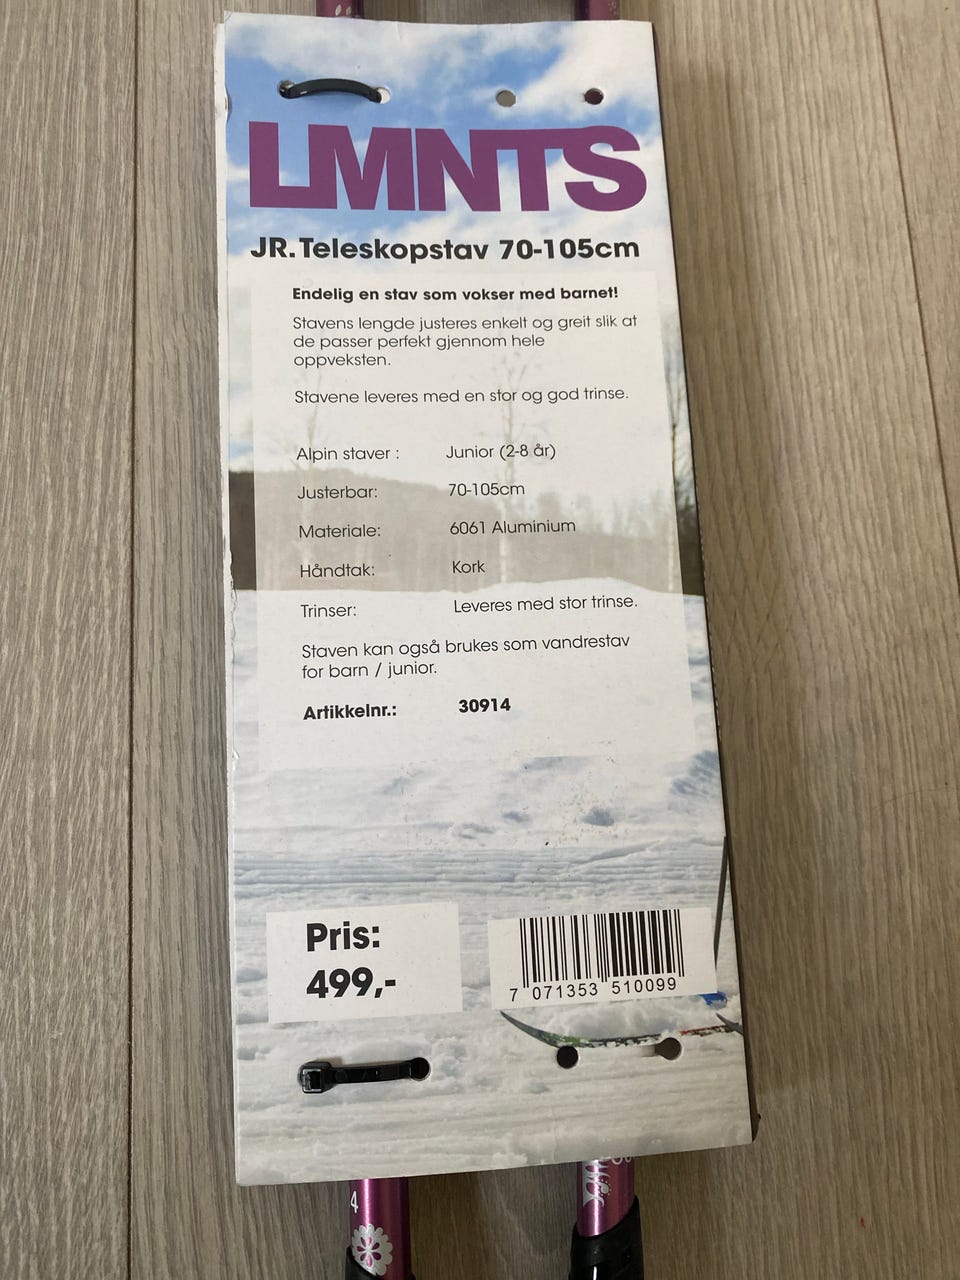 LMNTS
JR. Teleskopstav 70-105cm
Endelig en stav som vokser med barnet!
Stavens lengde justeres enkelt og greit slik at
de passer perfekt gjennom hele
oppveksten.
Stavene leveres med en stor og god trinse.
Alpin staver : Junior (2-8 år)
Justerbar: 70-105cm
Materiale: 6061 Aluminium
Håndtak: Kork
Trinser: Leveres med stor trinse.
Staven kan også brukes som vandrestav
for barn / junior.
Artikkelnr.: 30914
Pris:
499,-
7 071353 510099
4